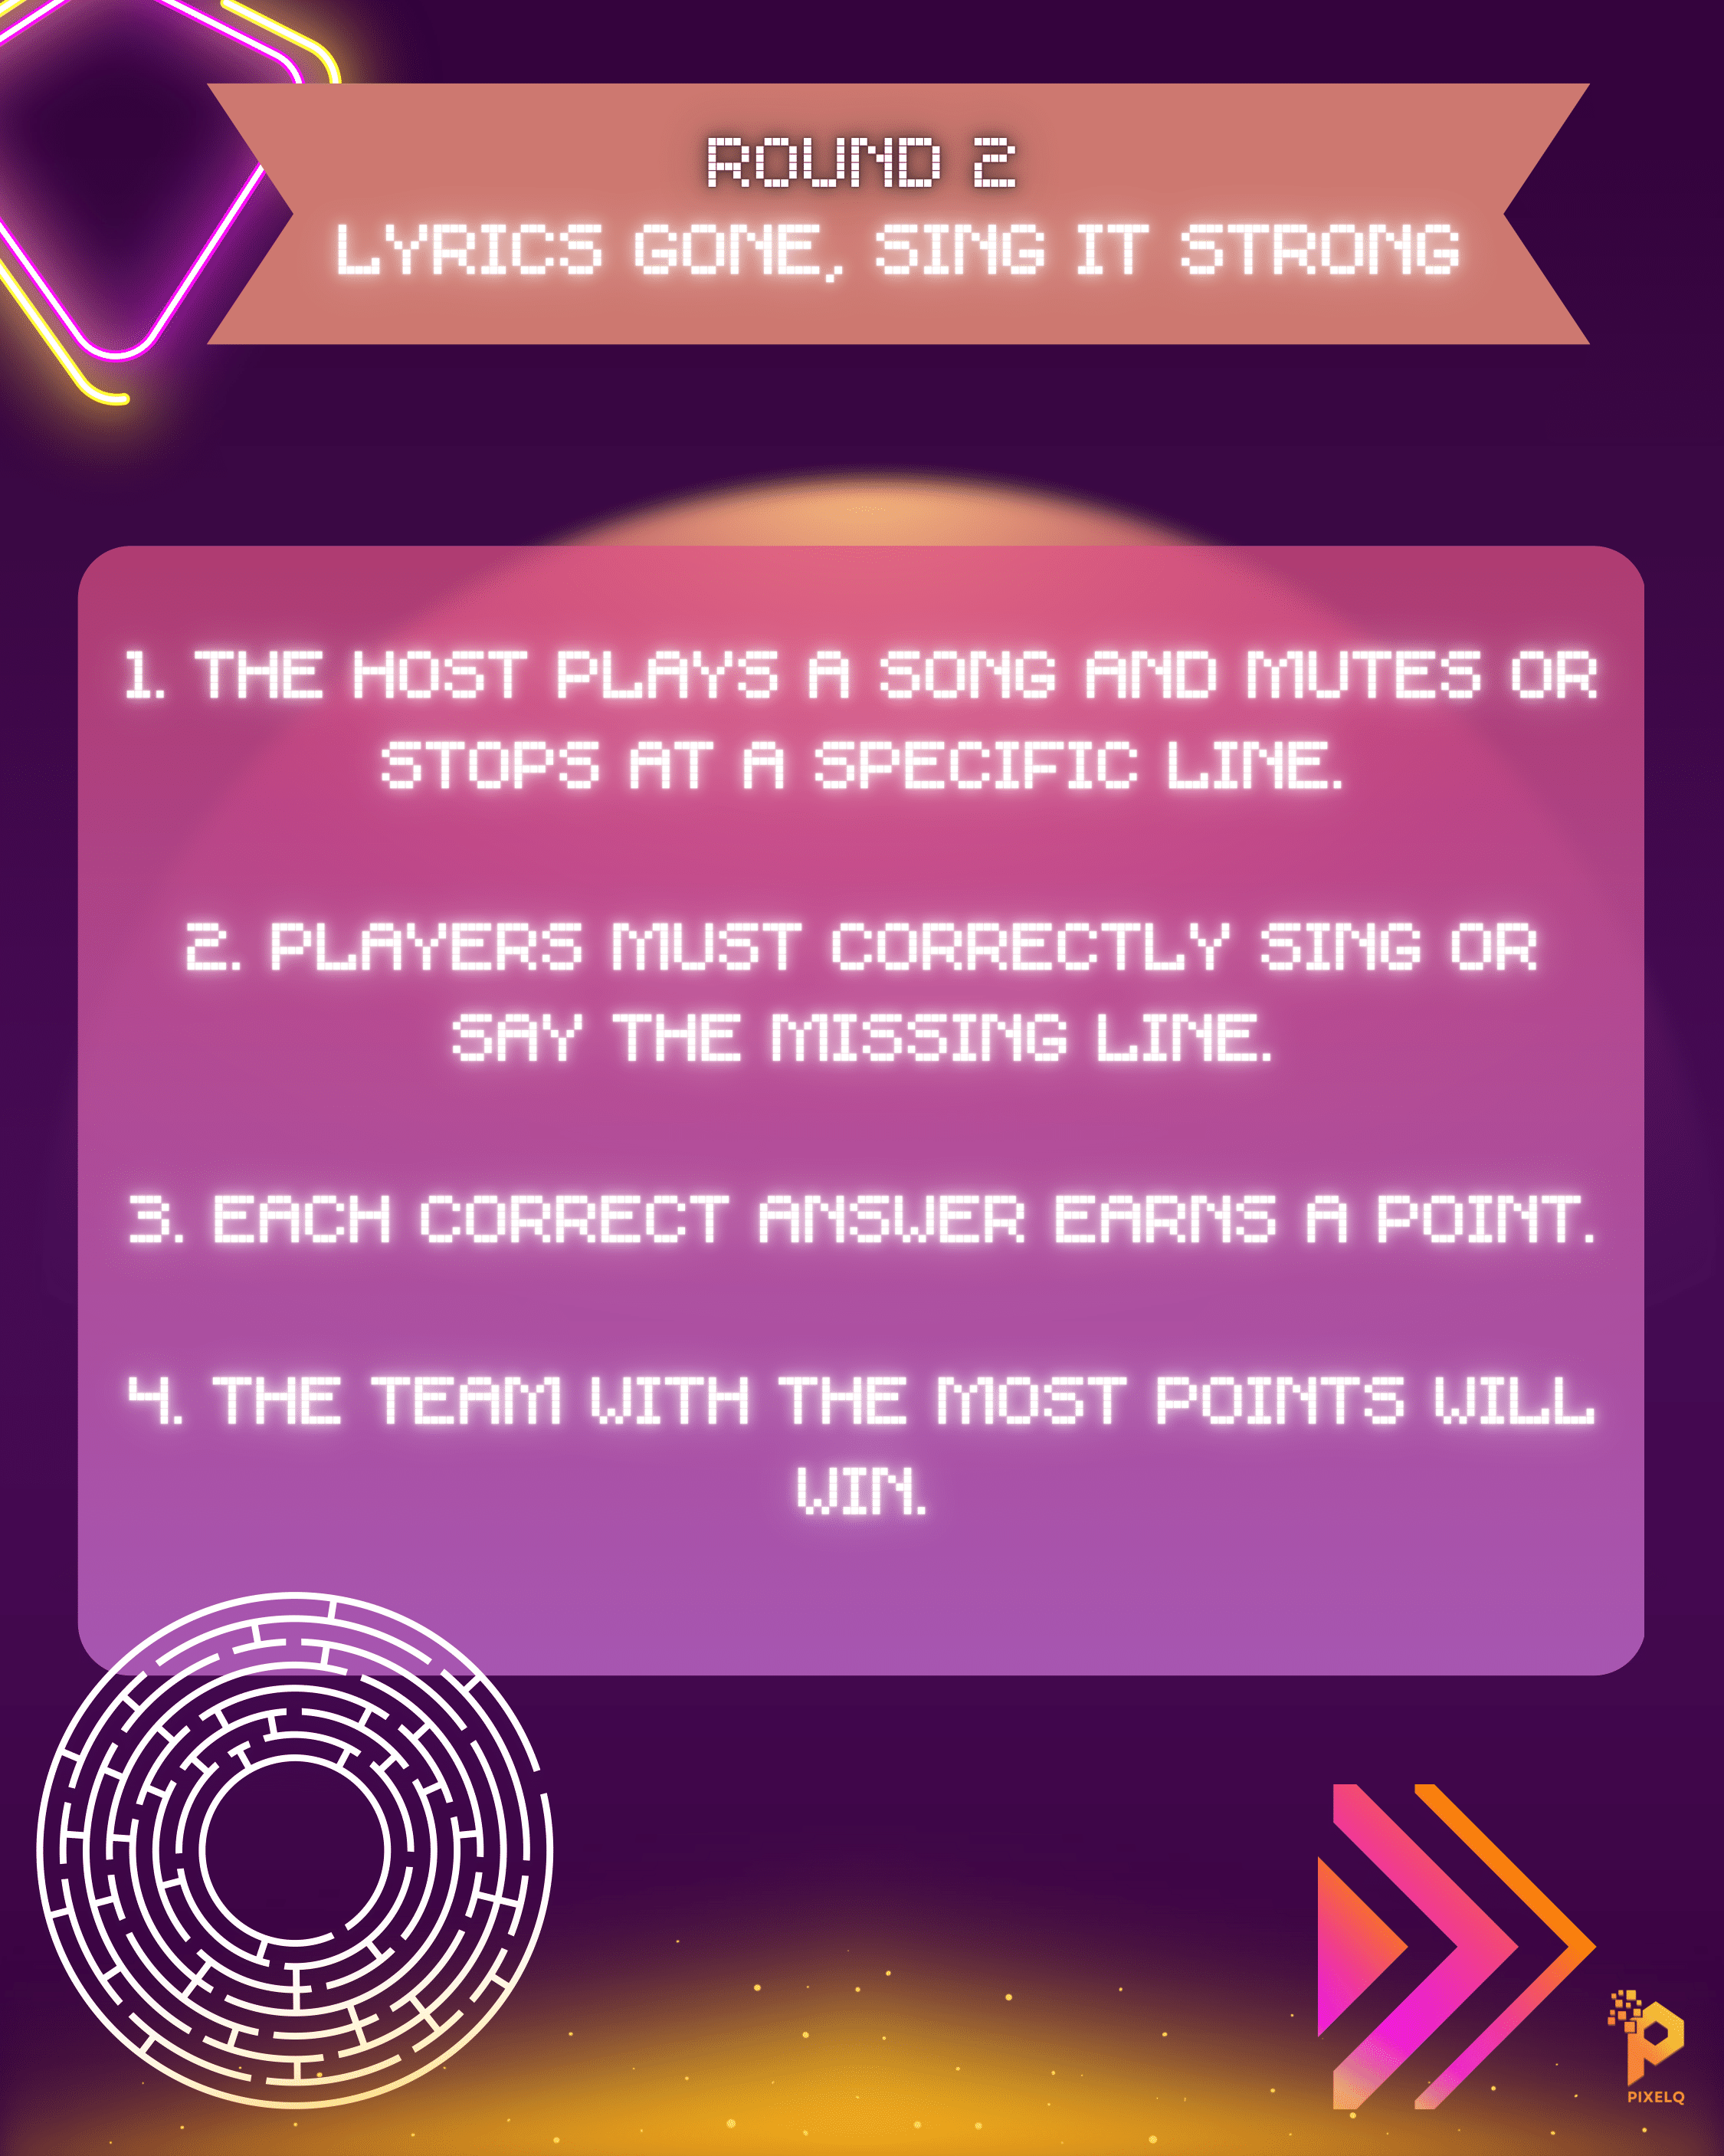 ROUND 2
LYRICS GONE, SING IT STRONG
1. THE HOST PLAYS A SONG AND MUTES OR
STOPS AT A SPECIFIC LINE.
2. PLAYERS MUST CORRECTLY SING OR
SAY THE MISSING LINE.
3. EACH CORRECT ANSWER EARNS A POINT.
4. THE TEAM WITH THE MOST POINTS WILL
WIN.
PIXELQ